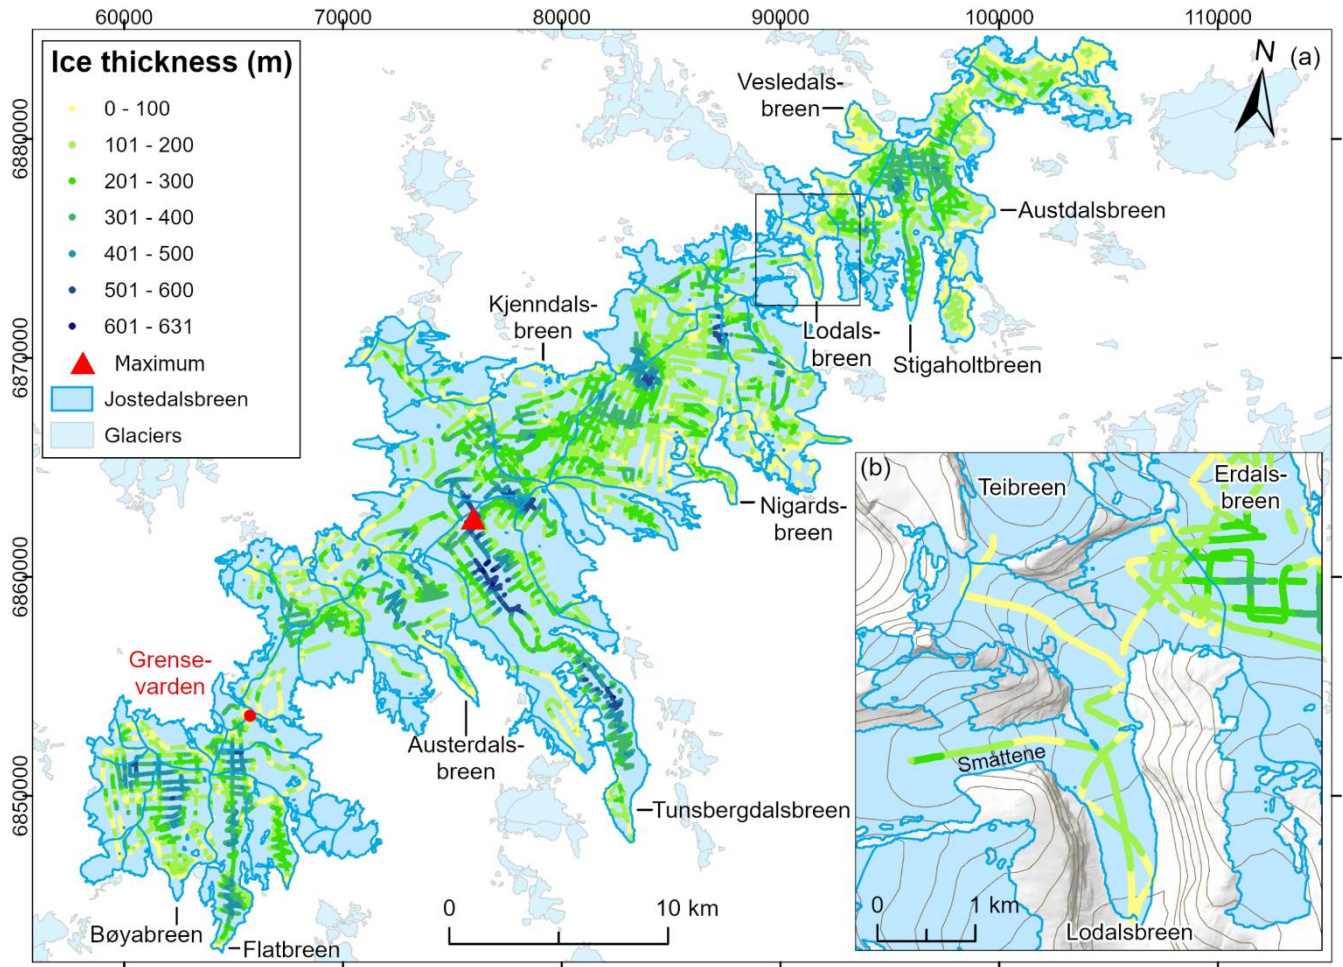 60000
70000
80000
90000
100000
110000
Ice thickness (m)
0 - 100
101 - 200
201 - 300
301 - 400
401 - 500
501 - 600
601 - 631
Maximum
Jostedalsbreen
Glaciers
6880000
6870000
6860000
6850000
N
(a)
Vesledals-
breen
Austdalsbreen
Kjenndals-
breen
Lodals-
breen
Stigaholtbreen
Nigards-
breen
Grense-
varden
Austerdals-
breen
Tunsbergdalsbreen
Bøyabreen
Flatbreen
0
10 km
(b)
Teibreen
Erdals-
breen
Småttene
0
1 km
Lodalsbreen